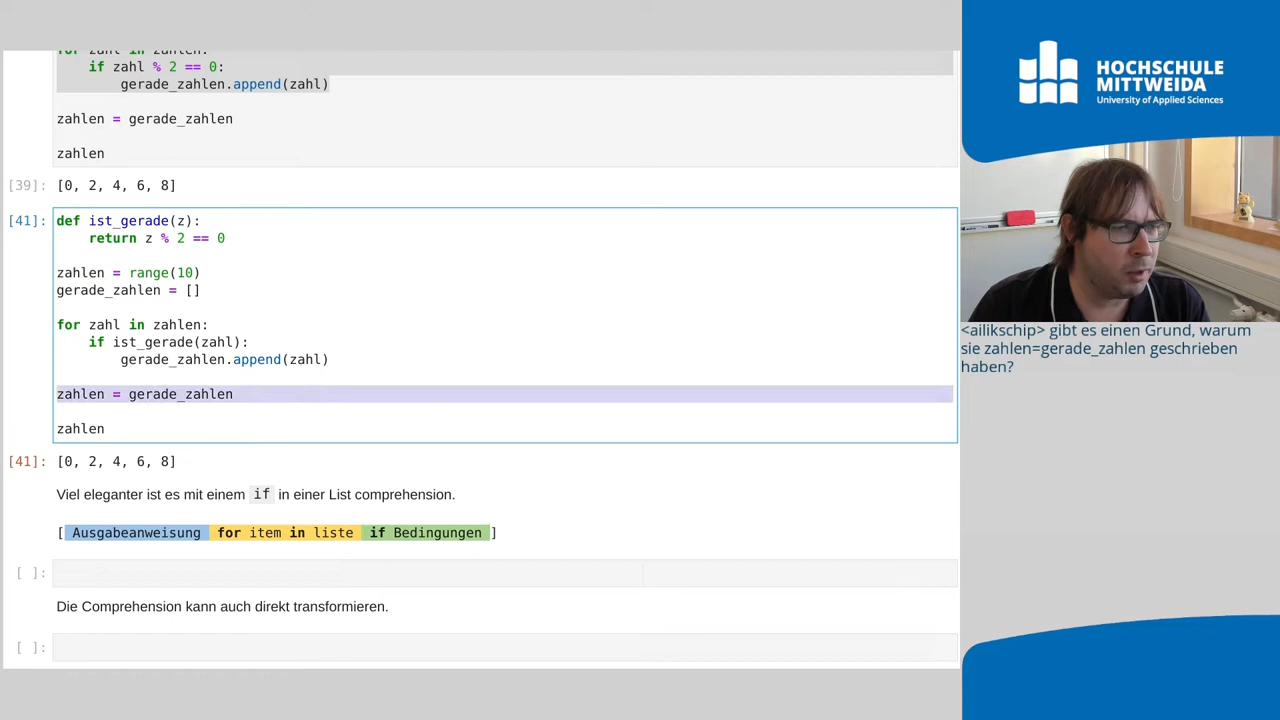 for zahl in zahlen:
if zahl % 2 == 0:
gerade_zahlen.append(zahl)
zahlen = gerade_zahlen
zahlen
[39]: [0, 2, 4, 6, 8]
[41]: def ist_gerade(z):
return z % 2 == 0
zahlen = range(10)
gerade_zahlen = []
for zahl in zahlen:
if ist_gerade(zahl):
gerade_zahlen.append(zahl)
zahlen = gerade_zahlen
zahlen
[41]: [0, 2, 4, 6, 8]
Viel eleganter ist es mit einem if in einer List comprehension.
[ Ausgabeanweisung for item in liste if Bedingungen ]
[ ]:
Die Comprehension kann auch direkt transformieren.
[ ]:
HOCHSCHULE
MITTWEIDA
University of Applied Sciences
<ailikschip> gibt es einen Grund, warum
sie zahlen=gerade_zahlen geschrieben
haben?